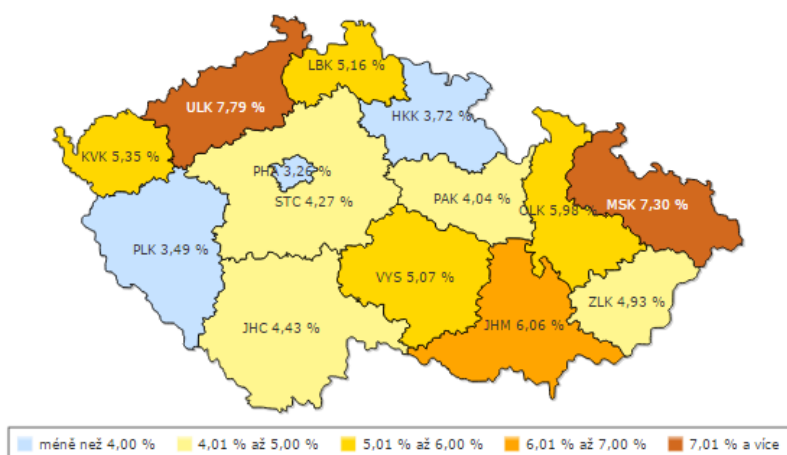 LBK 5,16 %
ULK 7,79 %
HKK 3,72 %
KVK 5,35 %
PHA 3,26 %
STC 4,27 %
PAK 4,04 %
OLK 5,98 %
MSK 7,30 %
PLK 3,49 %
VYS 5,07 %
ZLK 4,93 %
JHC 4,43 %
JHM 6,06 %
méně než 4,00 % 4,01 % až 5,00 % 5,01 % až 6,00 % 6,01 % až 7,00 % 7,01 % a více